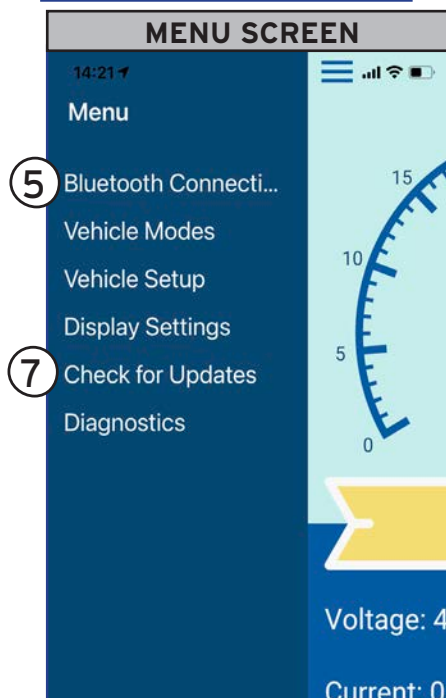 MENU SCREEN
14:21
Menu
5 Bluetooth Connecti...
Vehicle Modes
Vehicle Setup
Display Settings
7 Check for Updates
Diagnostics
15
10
5
0
Voltage: 4
Current: 0